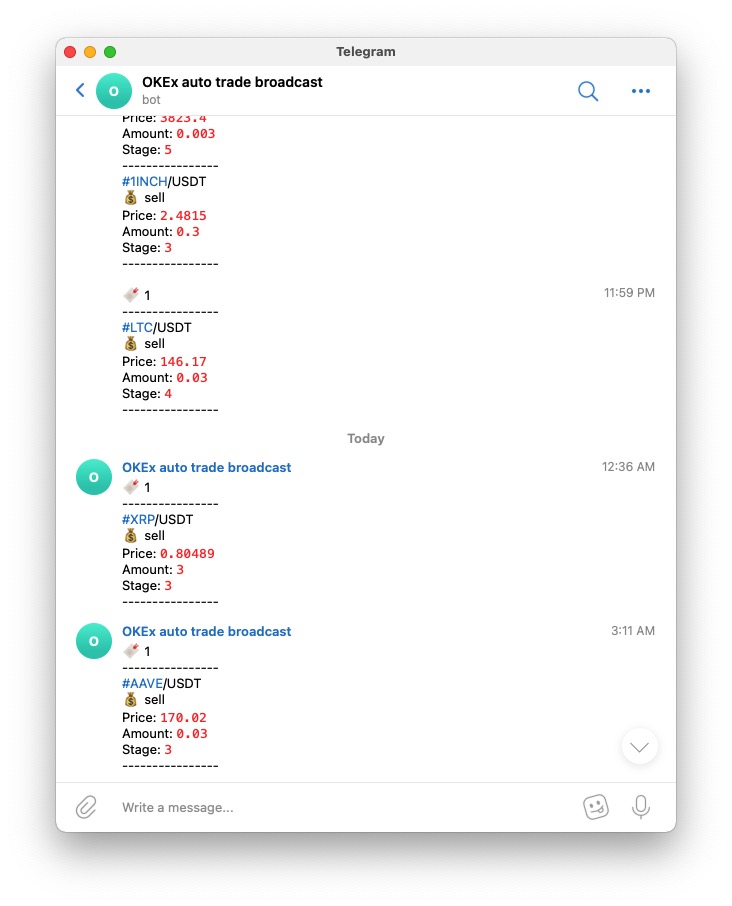 Telegram
OKEx auto trade broadcast
bot
Price: 3823.4
Amount: 0.003
Stage: 5
----------------
#1INCH/USDT
💰 sell
Price: 2.4815
Amount: 0.3
Stage: 3
----------------
1 11:59 PM
----------------
#LTC/USDT
💰 sell
Price: 146.17
Amount: 0.03
Stage: 4
----------------
Today
O
OKEx auto trade broadcast 12:36 AM
1
----------------
#XRP/USDT
💰 sell
Price: 0.80489
Amount: 3
Stage: 3
----------------
O
OKEx auto trade broadcast 3:11 AM
1
----------------
#AAVE/USDT
💰 sell
Price: 170.02
Amount: 0.03
Stage: 3
----------------
Write a message...